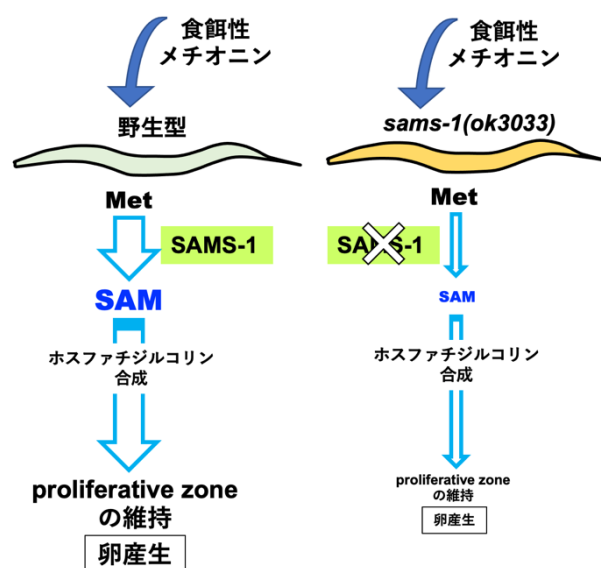 食餌性
メチオニン
野生型
Met
SAMS-1
SAM
ホスファチジルコリン
合成
proliferative zone
の維持
卵産生
食餌性
メチオニン
sams-1(ok3033)
Met
SAMS-1
SAM
ホスファチジルコリン
合成
proliferative zone
の維持
卵産生